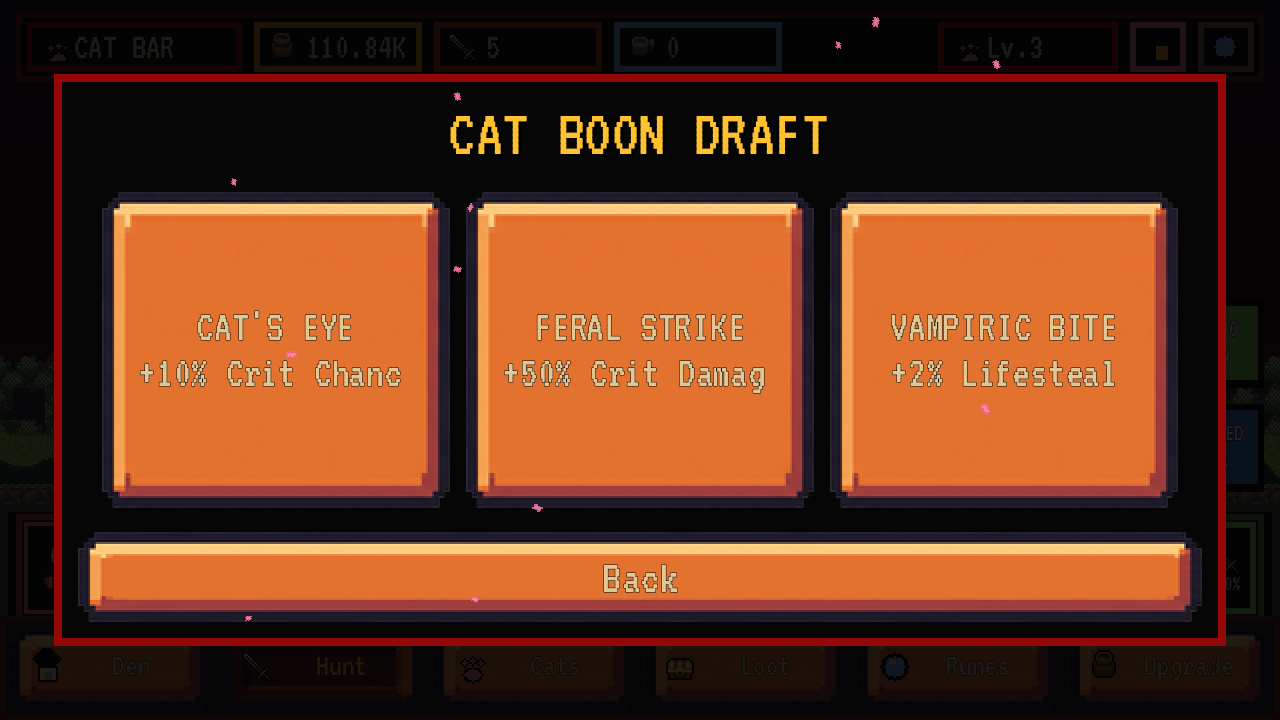 CAT BAR
110.84K
5
0
Lv.3
CAT BOON DRAFT
CAT'S EYE
+10% Crit Chanc
FERAL STRIKE
+50% Crit Damag
VAMPIRIC BITE
+2% Lifesteal
Back
Den
Hunt
Cats
Loot
Runes
Upgrade